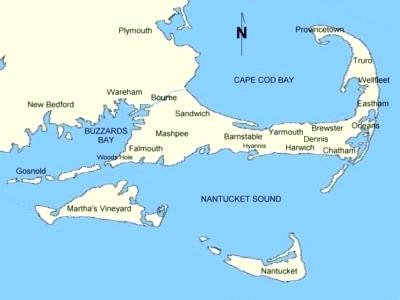 Plymouth
N
Provincetown
Truro
CAPE COD BAY
Wellfleet
Wareham
Bourne
New Bedford
Sandwich
Eastham
BUZZARDS
BAY
Mashpee
Barnstable
Yarmouth
Brewster
Orleans
Dennis
Hyannis
Harwich
Chatham
Falmouth
Woods Hole
Gosnold
NANTUCKET SOUND
Martha's Vineyard
Nantucket